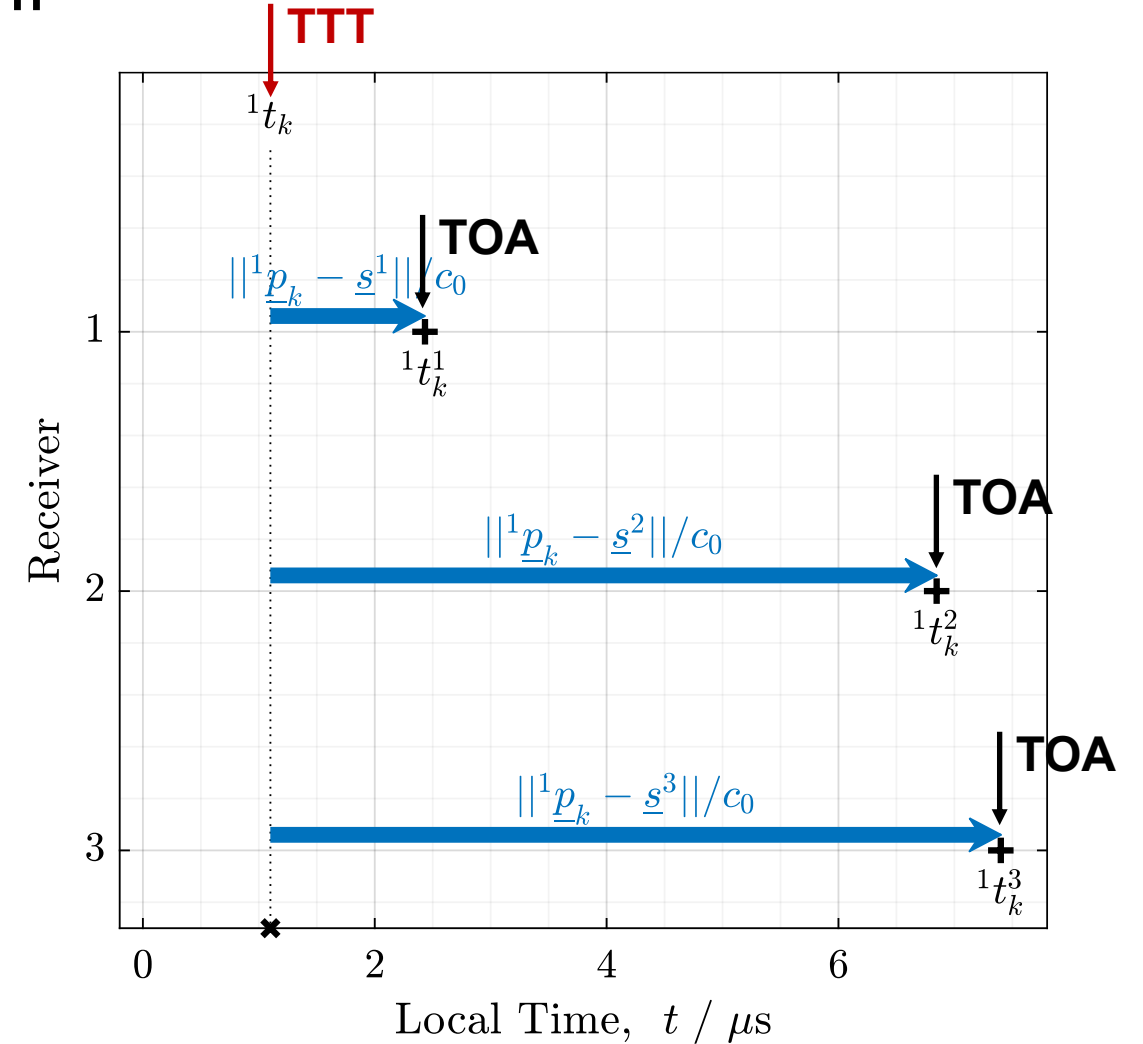 TTT
¹t_k
TOA
||¹p_k − s¹||/c₀
1
¹t_k¹
TOA
||¹p_k − s²||/c₀
2
¹t_k²
TOA
||¹p_k − s³||/c₀
3
¹t_k³
Receiver
0 2 4 6
Local Time, t / μs